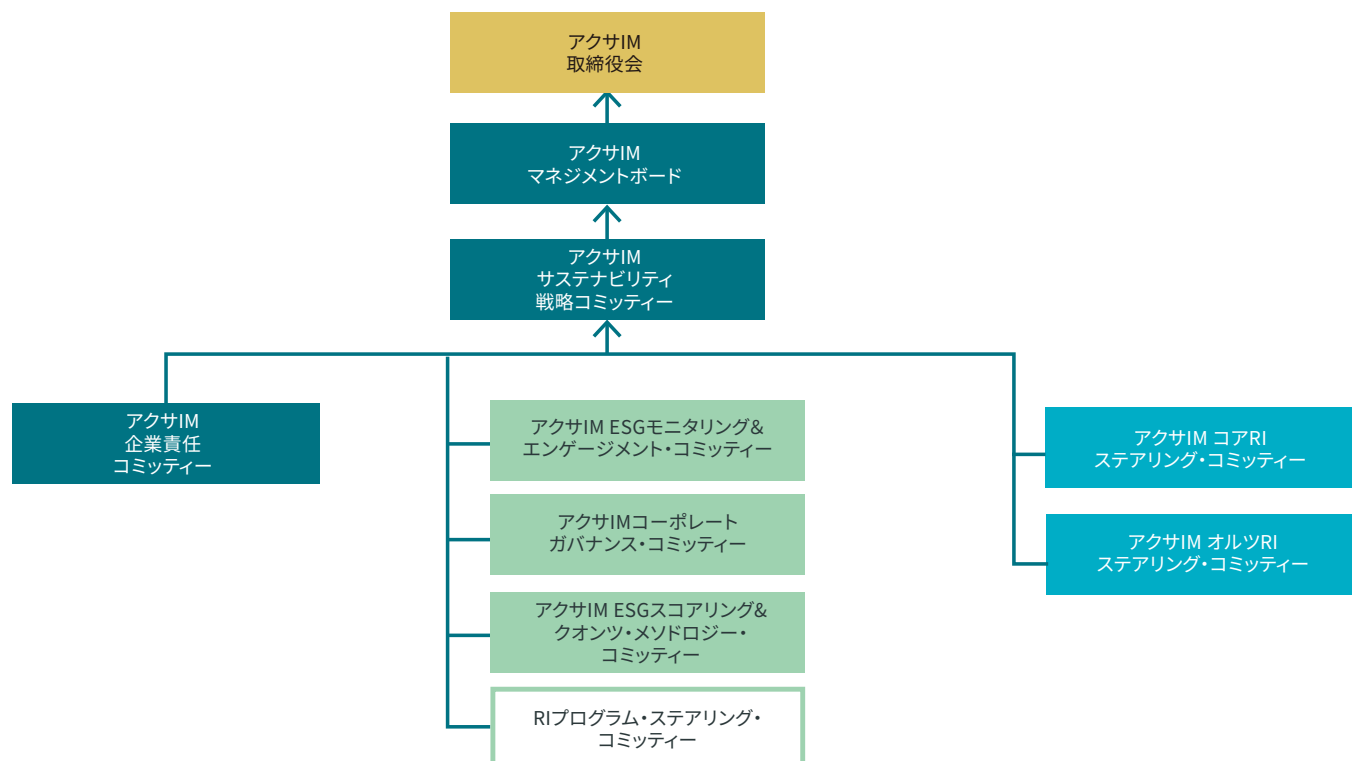 アクサIM
取締役会
アクサIM
マネジメントボード
アクサIM
サステナビリティ
戦略コミッティー
アクサIM
企業責任
コミッティー
アクサIM ESGモニタリング&
エンゲージメント・コミッティー
アクサIMコーポレート
ガバナンス・コミッティー
アクサIM ESGスコアリング&
クオンツ・メソドロジー・
コミッティー
RIプログラム・ステアリング・
コミッティー
アクサIM コアRI
ステアリング・コミッティー
アクサIM オルツRI
ステアリング・コミッティー